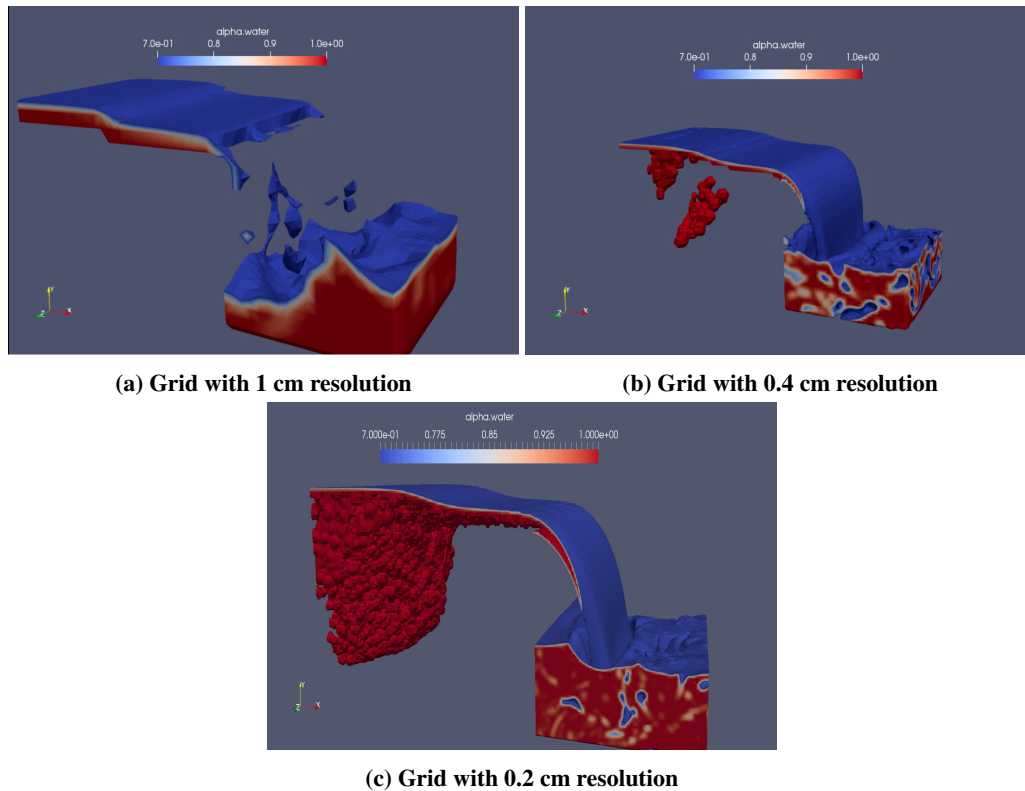 alpha.water
7.0e-01 0.8 0.9 1.0e+00
Y
Z X
(a) Grid with 1 cm resolution
alpha.water
7.0e-01 0.8 0.9 1.0e+00
Y
Z X
(b) Grid with 0.4 cm resolution
alpha.water
7.000e-01 0.775 0.85 0.925 1.000e+00
Y
Z X
(c) Grid with 0.2 cm resolution